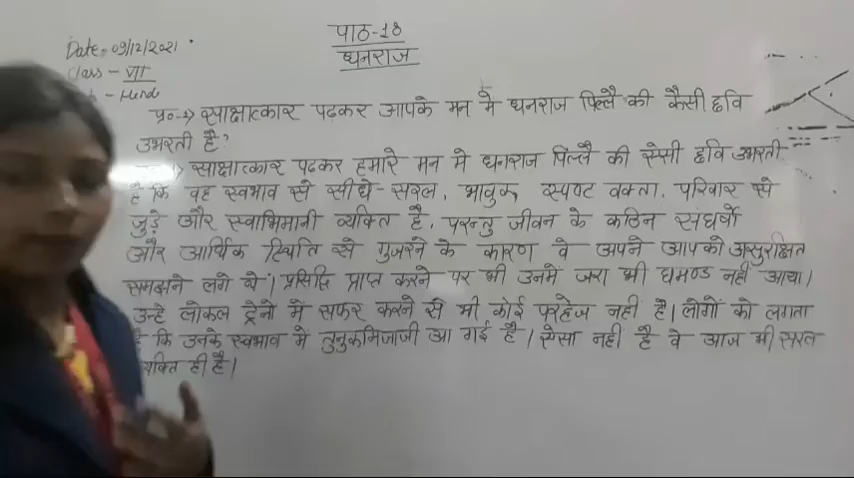 पाठ-18
धनराज
Date= 09/12/2021
Class - VII
- Hindi
प्र०-→ साक्षात्कार पढ़कर आपके मन मे धनराज पिल्लै की कैसी छवि
उभरती है?
→ साक्षात्कार पढ़कर हमारे मन मे धनराज पिल्लै की ऐसी छवि उभरती
है कि वह स्वभाव से सीधे-सरल, भावुक स्पष्ट वक्ता, परिवार से
जुड़े और स्वाभिमानी व्यक्ति है, परन्तु जीवन के कठिन संघर्षो
और आर्थिक स्थिति से गुजरने के कारण वे अपने आपको असुरक्षित
समझने लगे थे। प्रसिद्धि प्राप्त करने पर भी उनमे जरा भी घमण्ड नही आया।
उन्हे लोकल ट्रेनो में सफर करने से भी कोई परहेज नही है। लोगों को लगता
है कि उनके स्वभाव में तुनुकमिजाजी आ गई है। ऐसा नही है वे आज भी सरल
व्यक्ति ही है।